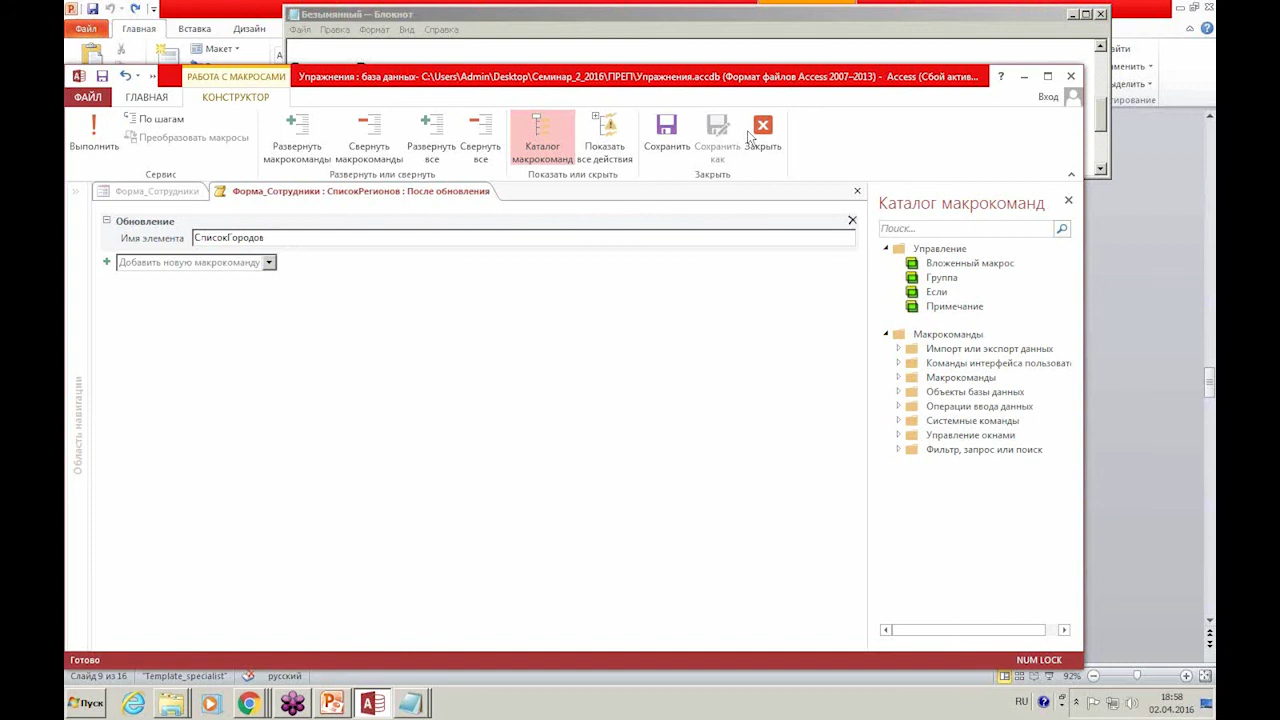 Безымянный — Блокнот
Файл Главная Вставка Дизайн
Файл Правка Формат Вид Справка
Макет
РАБОТА С МАКРОСАМИ
Упражнения : база данных- C:\Users\Admin\Desktop\Семинар_2_2016\ПРЕП\Упражнения.accdb (Формат файлов Access 2007–2013) - Access (Сбой актив...
ФАЙЛ ГЛАВНАЯ КОНСТРУКТОР
Вход
Выполнить
По шагам
Преобразовать макросы
Сервис
Развернуть макрокоманды
Свернуть макрокоманды
Развернуть все
Свернуть все
Развернуть или свернуть
Каталог макрокоманд
Показать все действия
Показать или скрыть
Сохранить
Сохранить как
Закрыть
Закрыть
Форма_Сотрудники
Форма_Сотрудники : СписокРегионов : После обновления
Обновление
Имя элемента СписокГородов
Добавить новую макрокоманду
Область навигации
Каталог макрокоманд
Поиск...
Управление
Вложенный макрос
Группа
Если
Примечание
Макрокоманды
Импорт или экспорт данных
Команды интерфейса пользоват
Макрокоманды
Объекты базы данных
Операции ввода данных
Системные команды
Управление окнами
Фильтр, запрос или поиск
Готово
NUM LOCK
Слайд 9 из 16 "Template_specialist" русский 92%
Пуск
RU
18:58
02.04.2016